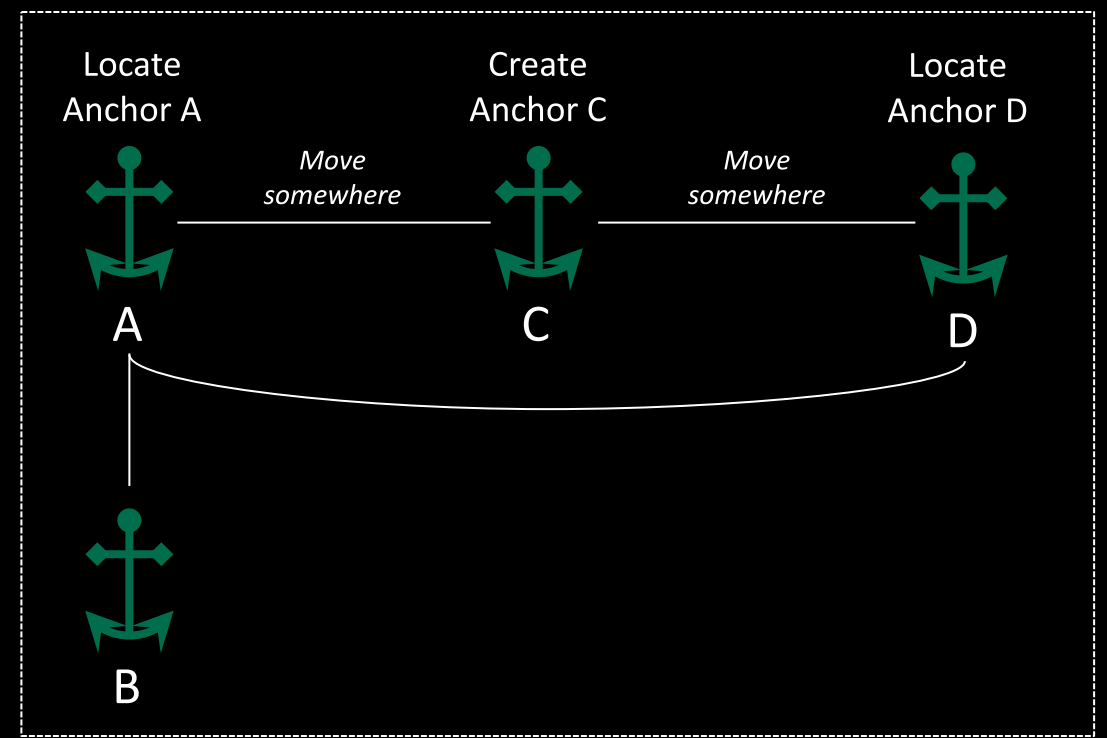 Locate
Anchor A
Create
Anchor C
Locate
Anchor D
Move
somewhere
Move
somewhere
A
C
D
B